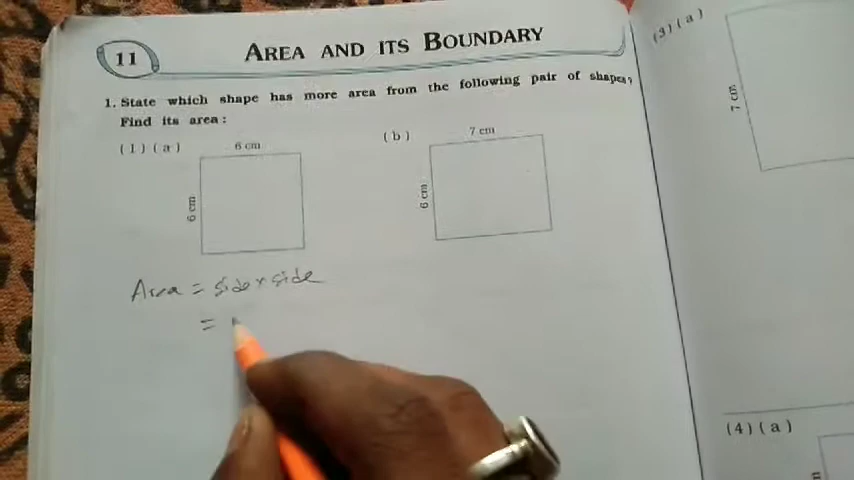 11 AREA AND ITS BOUNDARY
1. State which shape has more area from the following pair of shapes?
Find its area :
(1) (a) 6 cm
6 cm
(b) 7 cm
6 cm
Area = side x side
=
(3) (a)
7 cm
(4) (a)